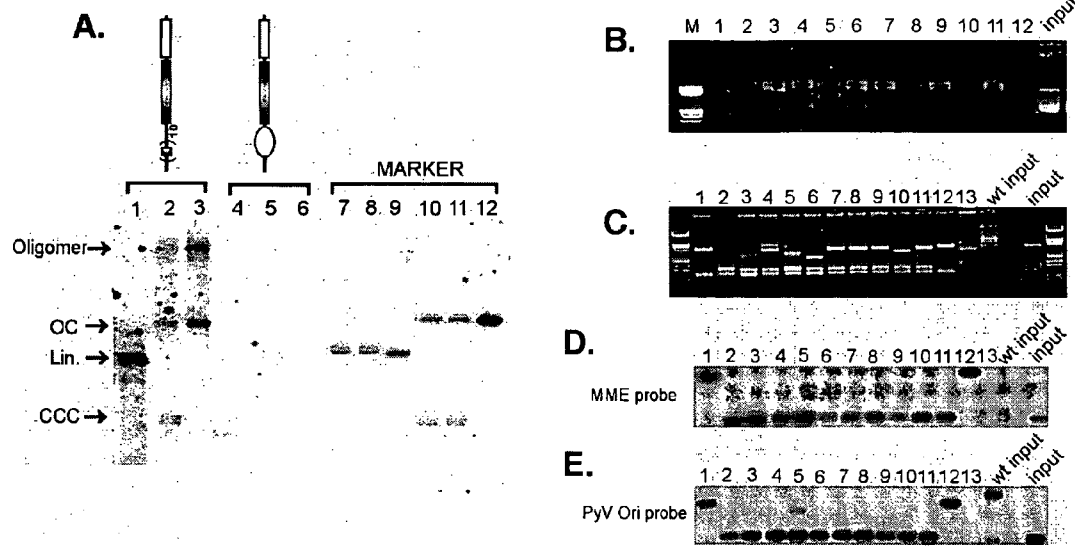 A.
10
MARKER
1 2 3 4 5 6 7 8 9 10 11 12
Oligomer
OC
Lin.
CCC
B.
M 1 2 3 4 5 6 7 8 9 10 11 12 input
C.
1 2 3 4 5 6 7 8 9 10 11 12 13 wt input input
D.
1 2 3 4 5 6 7 8 9 10 11 12 13 wt input input
MME probe
E.
1 2 3 4 5 6 7 8 9 10 11 12 13 wt input input
PyV Ori probe